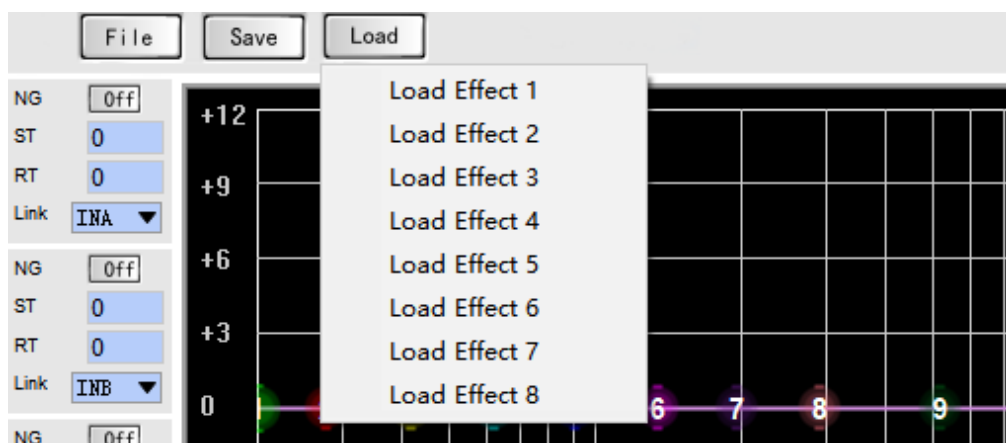 File Save Load
Load Effect 1
Load Effect 2
Load Effect 3
Load Effect 4
Load Effect 5
Load Effect 6
Load Effect 7
Load Effect 8
NG Off
ST 0
RT 0
Link INA
NG Off
ST 0
RT 0
Link INB
NG Off
+12
+9
+6
+3
0
6 7 8 9